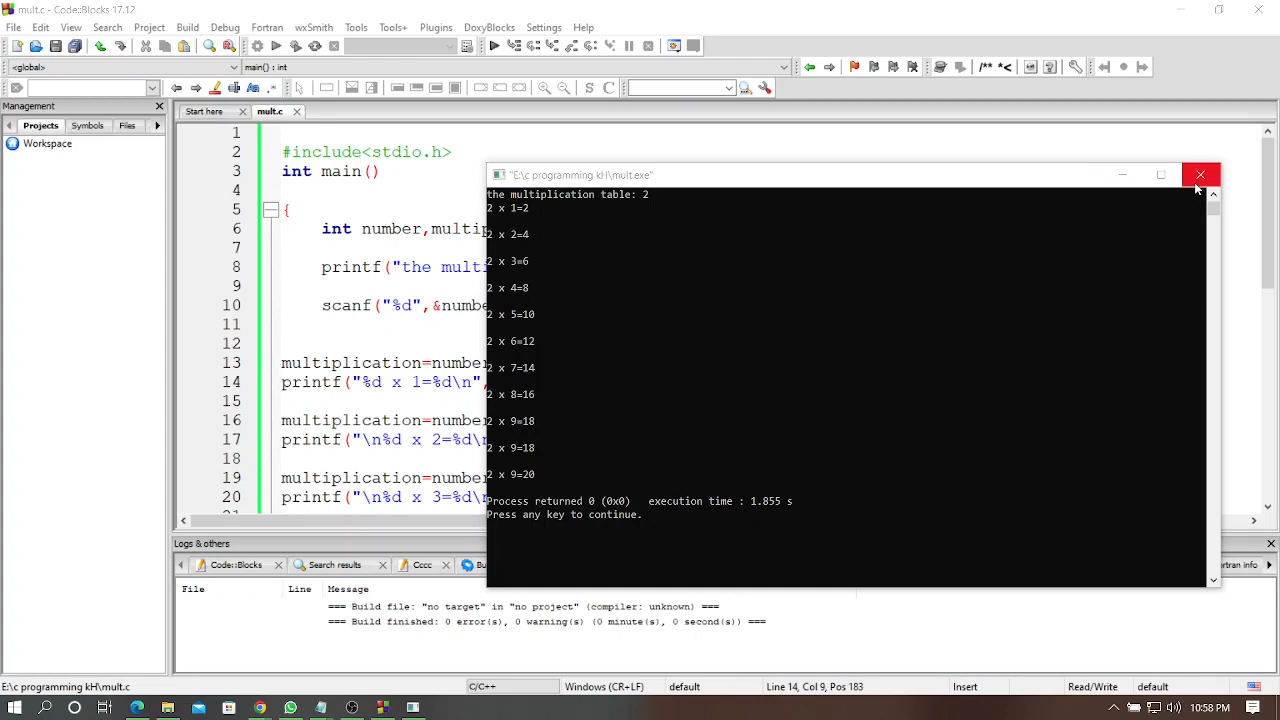 mult.c - Code::Blocks 17.12
File Edit View Search Project Build Debug Fortran wxSmith Tools Tools+ Plugins DoxyBlocks Settings Help
<global> main() : int
Management
Start here mult.c
Projects Symbols Files
Workspace
1
2 #include<stdio.h>
3 int main()
4
5 {
6 int number,multip
7
8 printf("the multi
9
10 scanf("%d",&numbe
11
12
13 multiplication=number
14 printf("%d x 1=%d\n",
15
16 multiplication=number
17 printf("\n%d x 2=%d\n
18
19 multiplication=number
20 printf("\n%d x 3=%d\n
"E:\c programming kH\mult.exe"
the multiplication table: 2
2 x 1=2
2 x 2=4
2 x 3=6
2 x 4=8
2 x 5=10
2 x 6=12
2 x 7=14
2 x 8=16
2 x 9=18
2 x 9=18
2 x 9=20
Process returned 0 (0x0) execution time : 1.855 s
Press any key to continue.
Logs & others
Code::Blocks Search results Cccc Bu ortran info
File Line Message
=== Build file: "no target" in "no project" (compiler: unknown) ===
=== Build finished: 0 error(s), 0 warning(s) (0 minute(s), 0 second(s)) ===
E:\c programming kH\mult.c C/C++ Windows (CR+LF) default Line 14, Col 9, Pos 183 Insert Read/Write default
10:58 PM